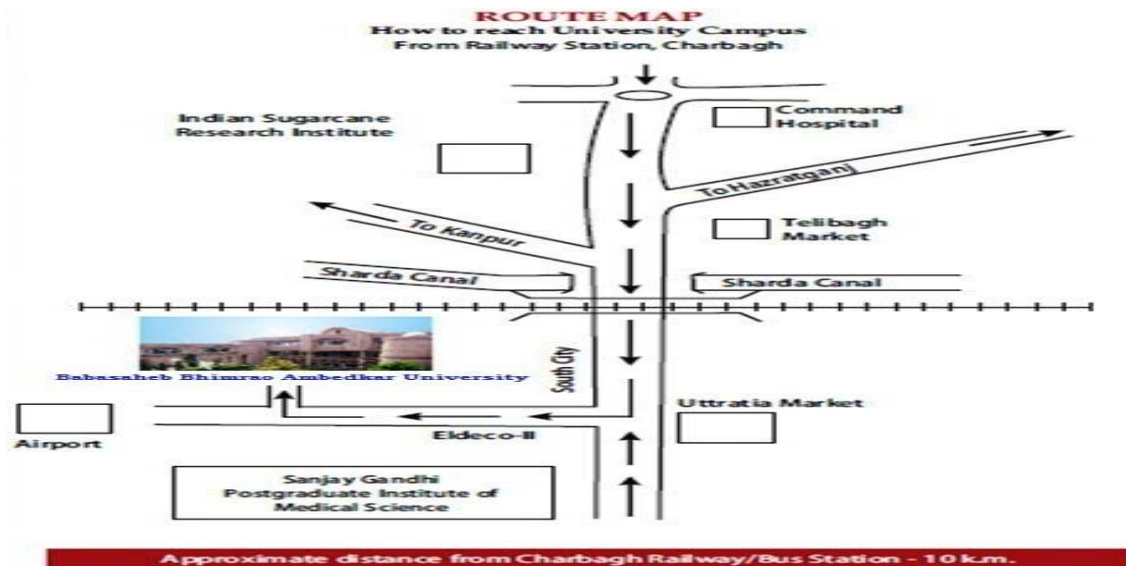 ROUTE MAP
How to reach University Campus
From Railway Station, Charbagh
Indian Sugarcane
Research Institute
Command
Hospital
To Hazratganj
To Kanpur
Telibagh
Market
Sharda Canal
Sharda Canal
Babasaheb Bhimrao Ambedkar University
South City
Uttratia Market
Airport
Eldeco-II
Sanjay Gandhi
Postgraduate Institute of
Medical Science
Approximate distance from Charbagh Railway/Bus Station - 10 k.m.